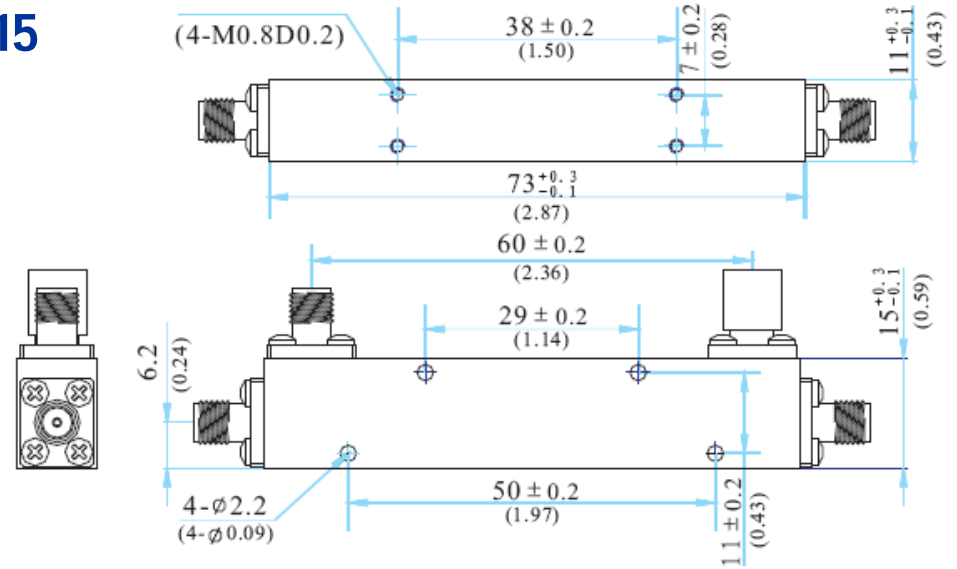 15
(4-M0.8D0.2)
38 ± 0.2
(1.50)
7 ± 0.2
(0.28)
11 +0.3 -0.1
(0.43)
73 +0.3 -0.1
(2.87)
60 ± 0.2
(2.36)
29 ± 0.2
(1.14)
15 +0.3 -0.1
(0.59)
6.2
(0.24)
4-ø2.2
(4-ø0.09)
50 ± 0.2
(1.97)
11 ± 0.2
(0.43)